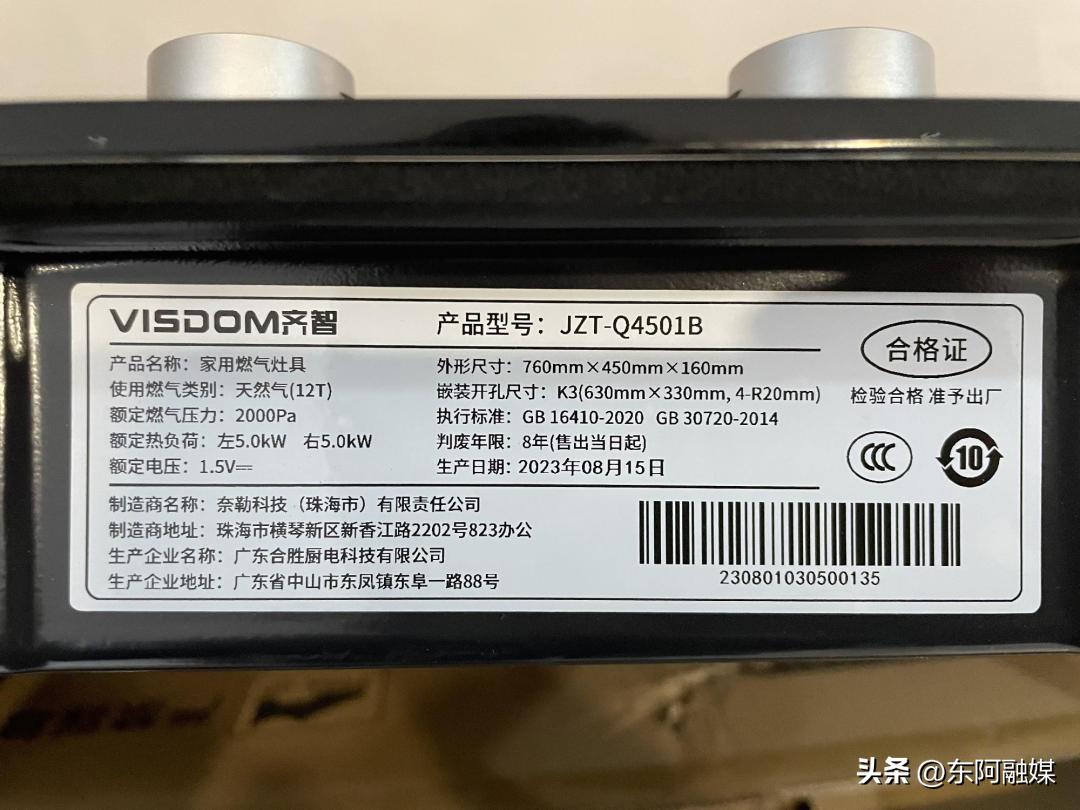 VISDOM齐智
产品型号：JZT-Q4501B
产品名称：家用燃气灶具
使用燃气类别：天然气(12T)
额定燃气压力：2000Pa
额定热负荷：左5.0kW 右5.0kW
额定电压：1.5V⎓
外形尺寸：760mm×450mm×160mm
嵌装开孔尺寸：K3(630mm×330mm, 4-R20mm)
执行标准：GB 16410-2020 GB 30720-2014
判废年限：8年(售出当日起)
生产日期：2023年08月15日
合格证
检验合格 准予出厂
CCC
10
制造商名称：奈勒科技（珠海市）有限责任公司
制造商地址：珠海市横琴新区新香江路2202号823办公
生产企业名称：广东合胜厨电科技有限公司
生产企业地址：广东省中山市东凤镇东阜一路88号
230801030500135
头条 @东阿融媒